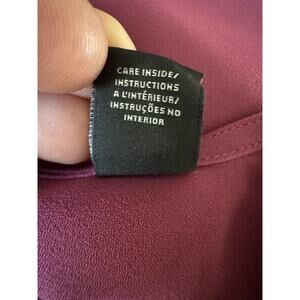 CARE INSIDE/
INSTRUCTIONS
A L'INTÉRIEUR/
INSTRUÇÕES NO
INTERIOR